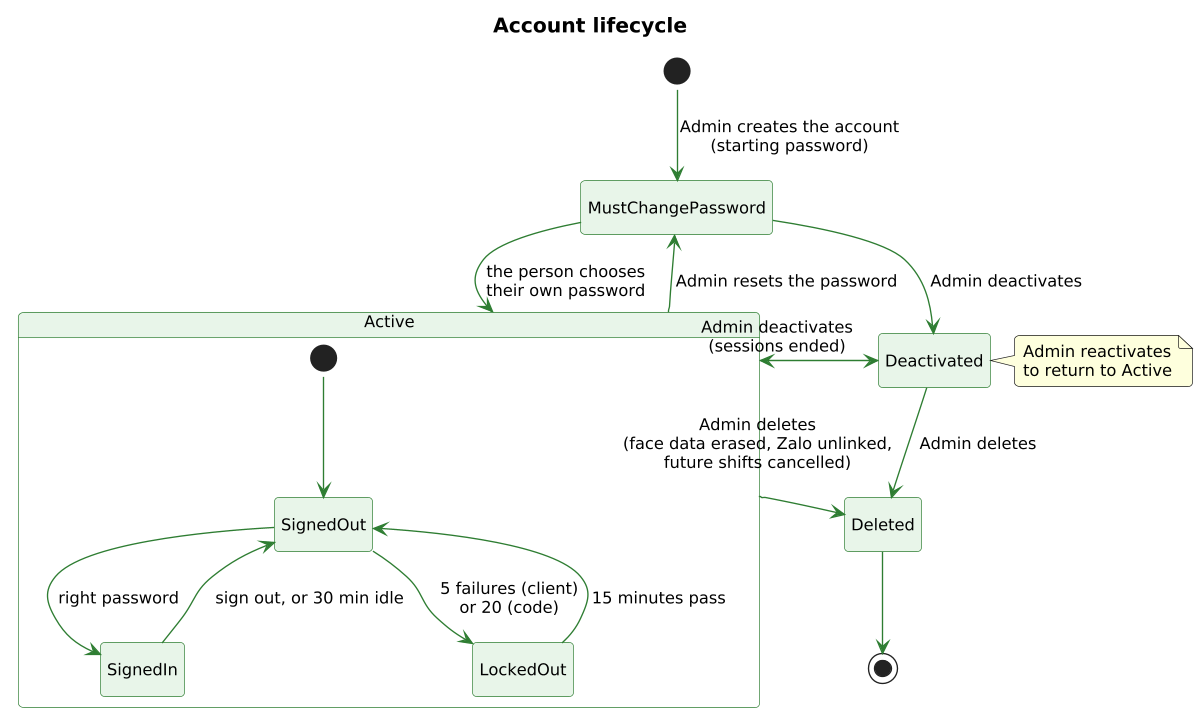 Account lifecycle
Admin creates the account
(starting password)
MustChangePassword
the person chooses
their own password
Admin resets the password
Admin deactivates
Active
Admin deactivates
(sessions ended)
Deactivated
Admin reactivates
to return to Active
Admin deletes
(face data erased, Zalo unlinked,
future shifts cancelled)
Admin deletes
SignedOut
Deleted
right password
sign out, or 30 min idle
5 failures (client)
or 20 (code)
15 minutes pass
SignedIn
LockedOut